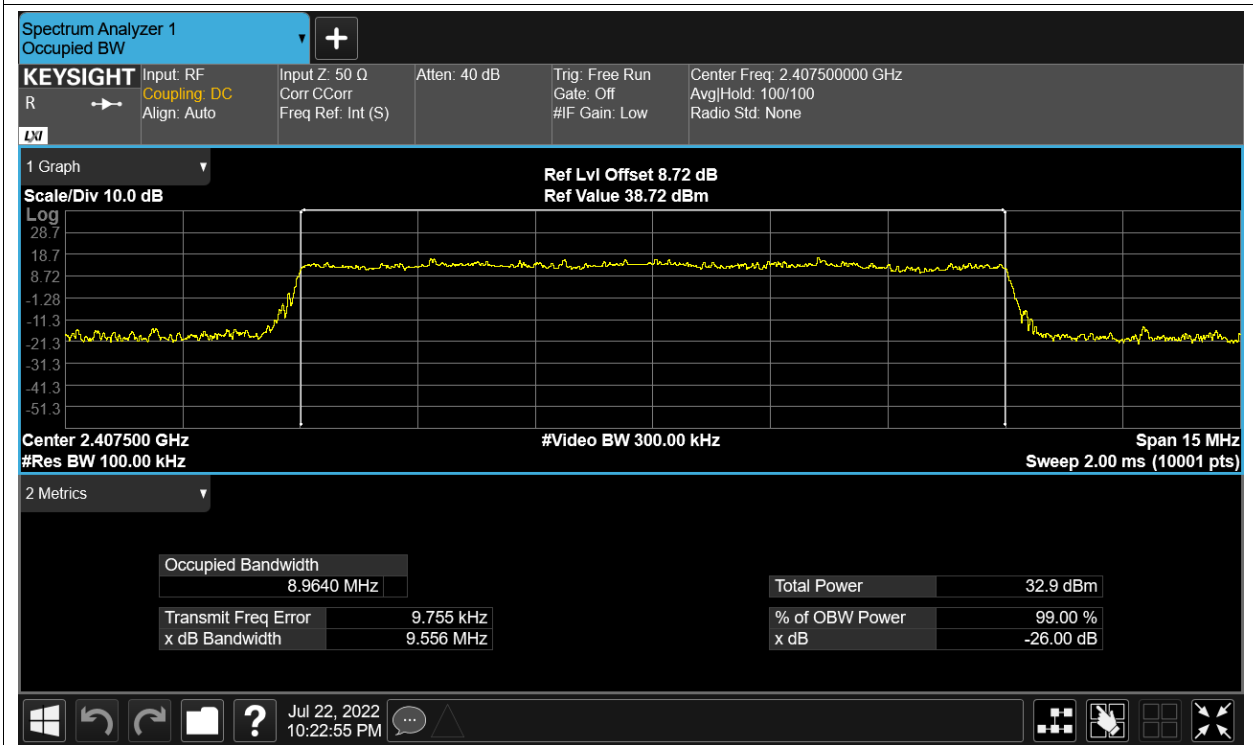 Spectrum Analyzer 1
Occupied BW
KEYSIGHT Input: RF Input Z: 50 Ω Atten: 40 dB Trig: Free Run Center Freq: 2.407500000 GHz
R Coupling: DC Corr CCorr Gate: Off Avg|Hold: 100/100
Align: Auto Freq Ref: Int (S) #IF Gain: Low Radio Std: None
LXI
1 Graph
Ref Lvl Offset 8.72 dB
Scale/Div 10.0 dB Ref Value 38.72 dBm
Log
28.7
18.7
8.72
-1.28
-11.3
-21.3
-31.3
-41.3
-51.3
Center 2.407500 GHz #Video BW 300.00 kHz Span 15 MHz
#Res BW 100.00 kHz Sweep 2.00 ms (10001 pts)
2 Metrics
Occupied Bandwidth
8.9640 MHz Total Power 32.9 dBm
Transmit Freq Error 9.755 kHz % of OBW Power 99.00 %
x dB Bandwidth 9.556 MHz x dB -26.00 dB
Jul 22, 2022
10:22:55 PM